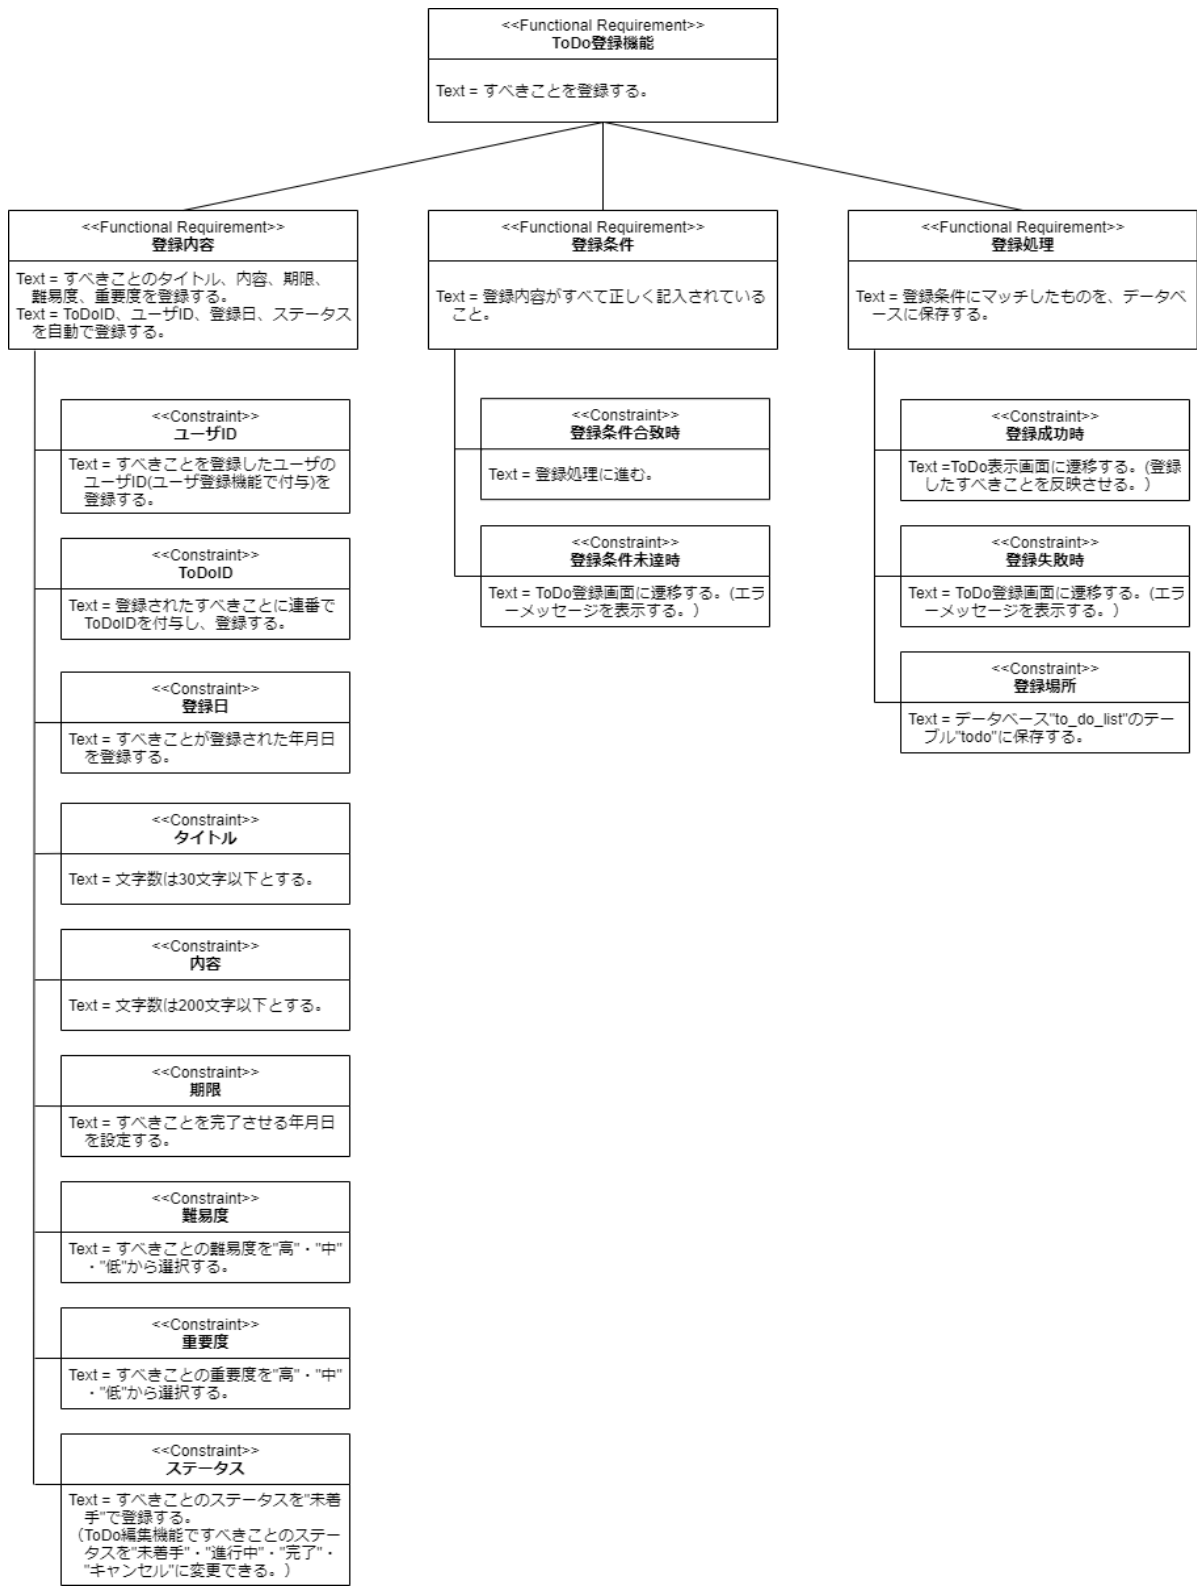 <<Functional Requirement>>
ToDo登録機能
Text = すべきことを登録する。
<<Functional Requirement>>
登録内容
Text = すべきことのタイトル、内容、期限、
難易度、重要度を登録する。
Text = ToDoID、ユーザID、登録日、ステータス
を自動で登録する。
<<Constraint>>
ユーザID
Text = すべきことを登録したユーザの
ユーザID(ユーザ登録機能で付与)を
登録する。
<<Constraint>>
ToDoID
Text = 登録されたすべきことに連番で
ToDoIDを付与し、登録する。
<<Constraint>>
登録日
Text = すべきことが登録された年月日
を登録する。
<<Constraint>>
タイトル
Text = 文字数は30文字以下とする。
<<Constraint>>
内容
Text = 文字数は200文字以下とする。
<<Constraint>>
期限
Text = すべきことを完了させる年月日
を設定する。
<<Constraint>>
難易度
Text = すべきことの難易度を"高"・"中"
・"低"から選択する。
<<Constraint>>
重要度
Text = すべきことの重要度を"高"・"中"
・"低"から選択する。
<<Constraint>>
ステータス
Text = すべきことのステータスを"未着
手"で登録する。
（ToDo編集機能ですべきことのステー
タスを"未着手"・"進行中"・"完了"・
"キャンセル"に変更できる。）
<<Functional Requirement>>
登録条件
Text = 登録内容がすべて正しく記入されている
こと。
<<Constraint>>
登録条件合致時
Text = 登録処理に進む。
<<Constraint>>
登録条件未達時
Text = ToDo登録画面に遷移する。(エラ
ーメッセージを表示する。）
<<Functional Requirement>>
登録処理
Text = 登録条件にマッチしたものを、データベ
ースに保存する。
<<Constraint>>
登録成功時
Text =ToDo表示画面に遷移する。(登録
したすべきことを反映させる。）
<<Constraint>>
登録失敗時
Text = ToDo登録画面に遷移する。(エラ
ーメッセージを表示する。）
<<Constraint>>
登録場所
Text = データベース"to_do_list"のテー
ブル"todo"に保存する。